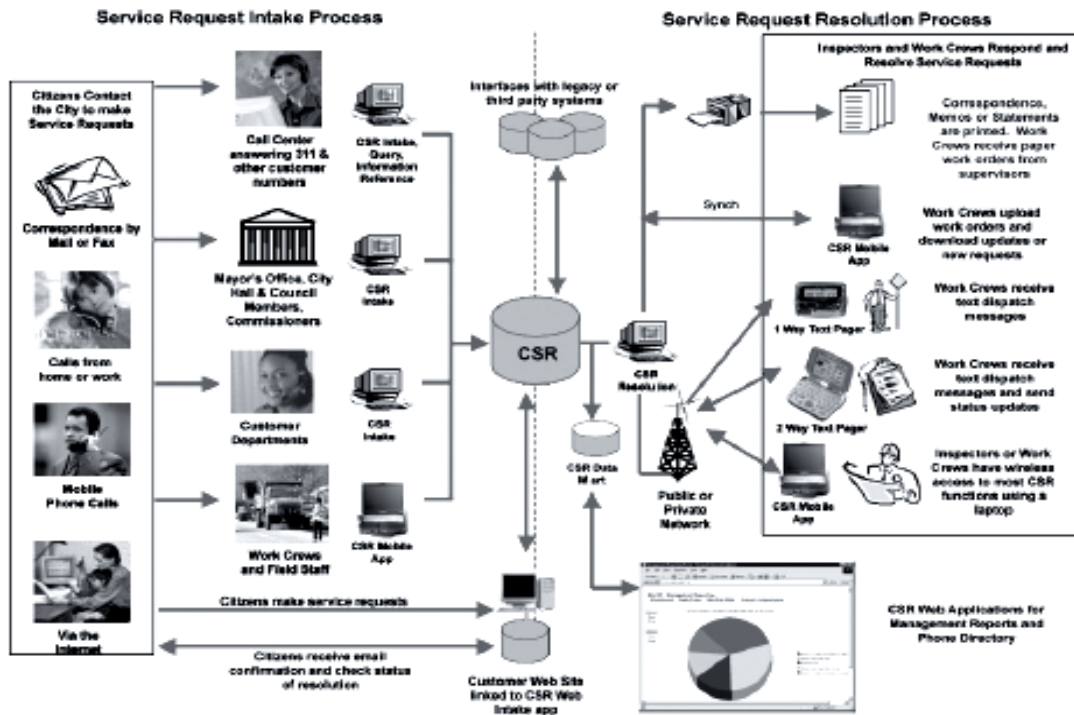 Service Request Intake Process
Service Request Resolution Process
Citizens Contact
the City to make
Service Requests
Correspondence by
Mail or Fax
Calls from
home or work
Mobile
Phone Calls
Via the
Internet
Call Center
answering 311 &
other customer
numbers
CSR Intake,
Query,
Information
Reference
Mayor's Office, City
Hall & Council
Members,
Commissioners
CSR
Intake
Customer
Departments
CSR
Intake
Work Crews
and Field Staff
CSR Mobile
App
Citizens make service requests
Citizens receive email
confirmation and check status
of resolution
Interfaces with legacy or
third party systems
CSR
Customer Web Site
linked to CSR Web
Intake app
CSR
Resolution
CSR Data
Mart
Public or
Private
Network
Synch
Inspectors and Work Crews Respond and
Resolve Service Requests
Correspondence,
Memos or Statements
are printed. Work
Crews receive paper
work orders from
supervisors
CSR Mobile
App
Work Crews upload
work orders and
download updates or
new requests
1 Way Text Pager
Work Crews receive
text dispatch
messages
2 Way Text Pager
Work Crews receive
text dispatch
messages and send
status updates
CSR Mobile
App
Inspectors or Work
Crews have wireless
access to most CSR
functions using a
laptop
CSR Web Applications for
Management Reports and
Phone Directory